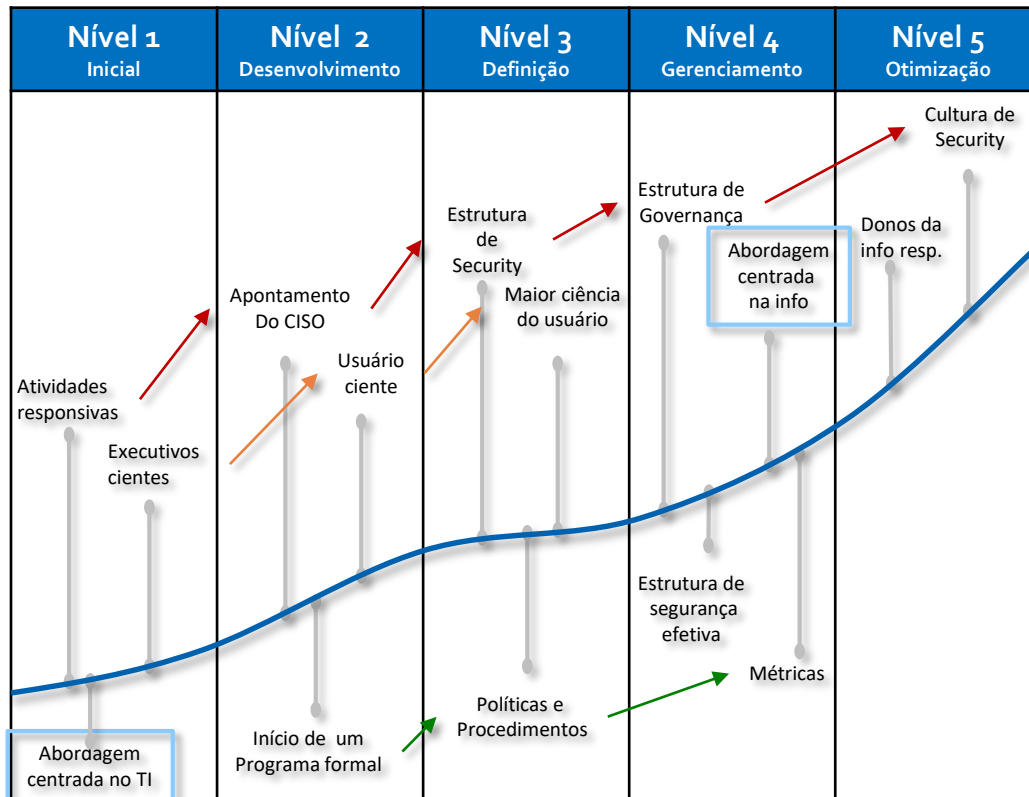 Nível 1
Inicial
Nível 2
Desenvolvimento
Nível 3
Definição
Nível 4
Gerenciamento
Nível 5
Otimização
Atividades
responsivas
Executivos
cientes
Abordagem
centrada no TI
Apontamento
Do CISO
Usuário
ciente
Início de um
Programa formal
Estrutura
de
Security
Maior ciência
do usuário
Políticas e
Procedimentos
Estrutura de
Governança
Abordagem
centrada
na info
Estrutura de
segurança
efetiva
Métricas
Cultura de
Security
Donos da
info resp.